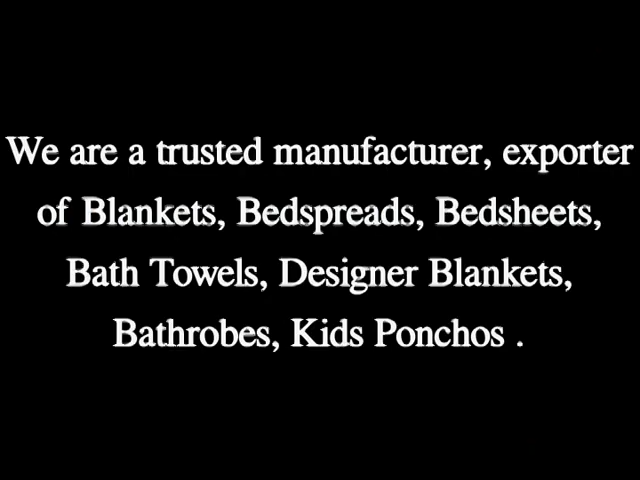 We are a trusted manufacturer, exporter
of Blankets, Bedspreads, Bedsheets,
Bath Towels, Designer Blankets,
Bathrobes, Kids Ponchos .